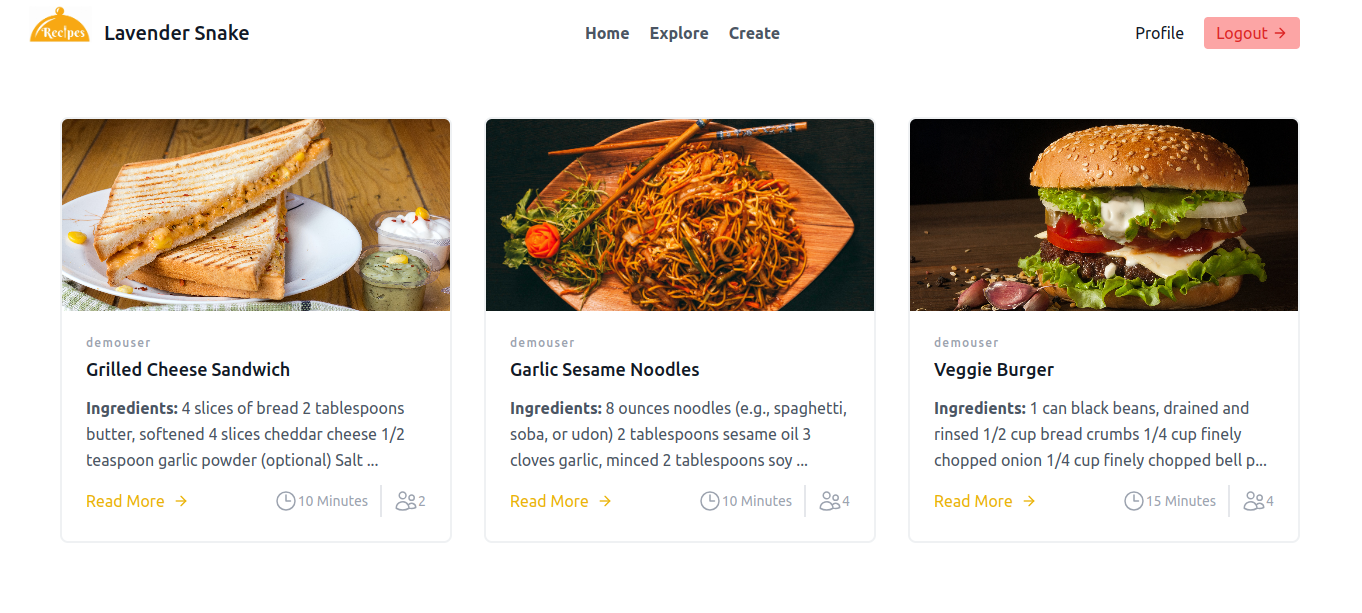 Recipes
Lavender Snake
Home
Explore
Create
Profile
Logout →
demouser
Grilled Cheese Sandwich
Ingredients: 4 slices of bread 2 tablespoons
butter, softened 4 slices cheddar cheese 1/2
teaspoon garlic powder (optional) Salt ...
Read More →
10 Minutes
2
demouser
Garlic Sesame Noodles
Ingredients: 8 ounces noodles (e.g., spaghetti,
soba, or udon) 2 tablespoons sesame oil 3
cloves garlic, minced 2 tablespoons soy ...
Read More →
10 Minutes
4
demouser
Veggie Burger
Ingredients: 1 can black beans, drained and
rinsed 1/2 cup bread crumbs 1/4 cup finely
chopped onion 1/4 cup finely chopped bell p...
Read More →
15 Minutes
4